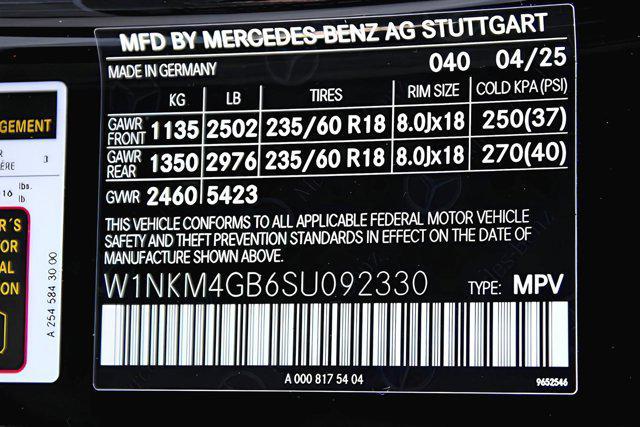 MFD BY MERCEDES-BENZ AG STUTTGART
MADE IN GERMANY 040 04/25
KG LB TIRES RIM SIZE COLD KPA (PSI)
GAWR FRONT 1135 2502 235/60 R18 8.0Jx18 250(37)
GAWR REAR 1350 2976 235/60 R18 8.0Jx18 270(40)
GVWR 2460 5423
THIS VEHICLE CONFORMS TO ALL APPLICABLE FEDERAL MOTOR VEHICLE
SAFETY AND THEFT PREVENTION STANDARDS IN EFFECT ON THE DATE OF
MANUFACTURE SHOWN ABOVE.
W1NKM4GB6SU092330 TYPE: MPV
A 000 817 54 04 9652546
GEMENT
3
lbs.
lb.
A 254 584 30 00